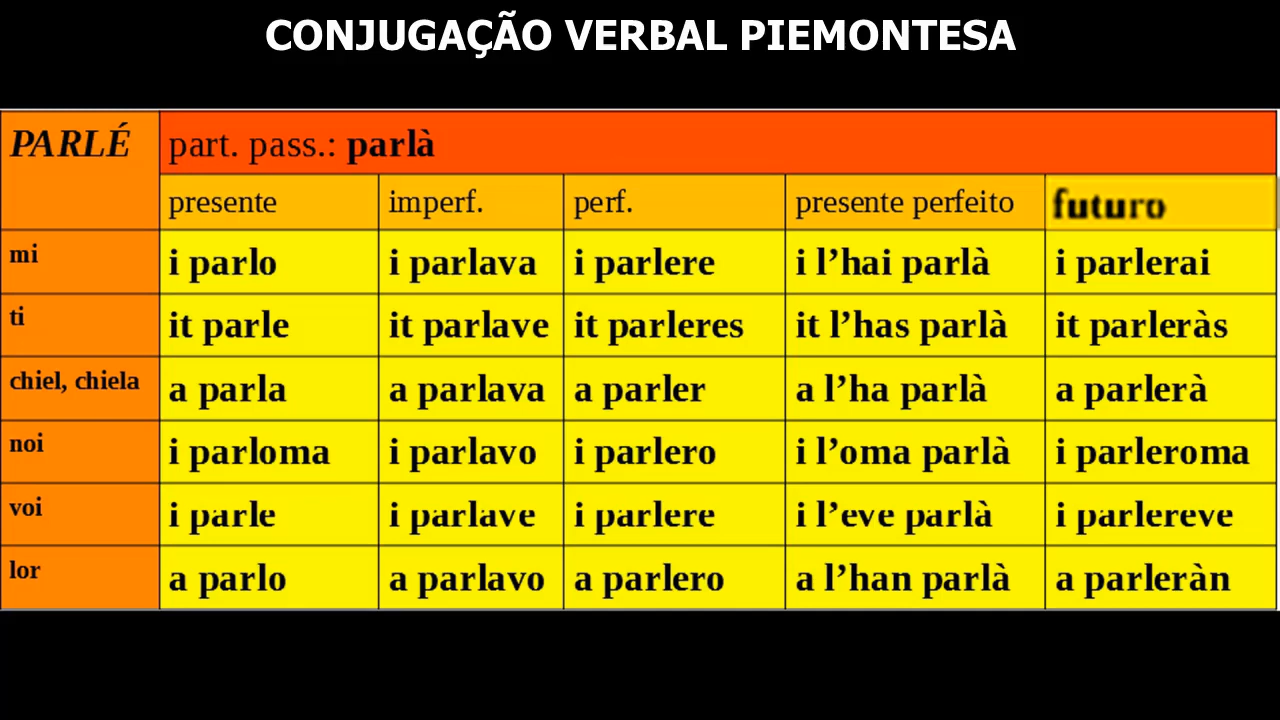 CONJUGAÇÃO VERBAL PIEMONTESA
PARLÉ part. pass.: parlà
presente imperf. perf. presente perfeito futuro
mi i parlo i parlava i parlere i l’hai parlà i parlerai
ti it parle it parlave it parleres it l’has parlà it parleràs
chiel, chiela a parla a parlava a parler a l’ha parlà a parlerà
noi i parloma i parlavo i parlero i l’oma parlà i parleroma
voi i parle i parlave i parlere i l’eve parlà i parlereve
lor a parlo a parlavo a parlero a l’han parlà a parleràn